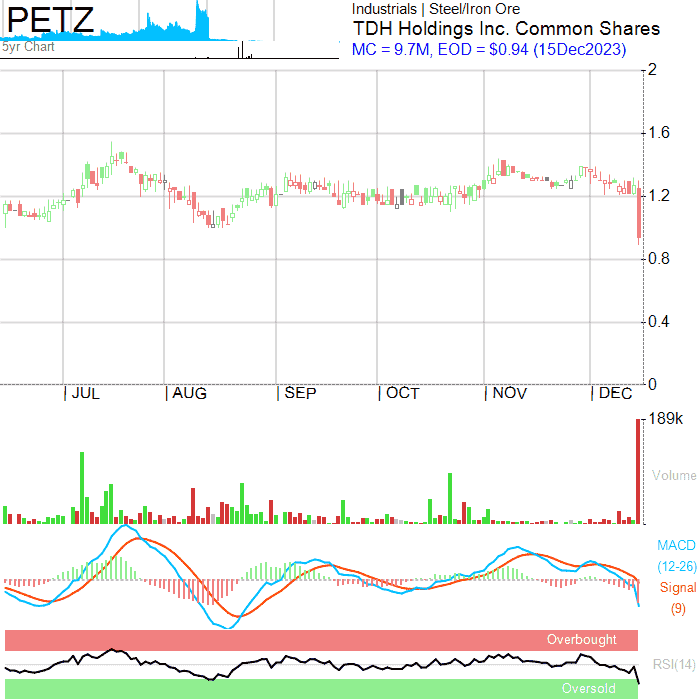 PETZ
5yr Chart
Industrials | Steel/Iron Ore
TDH Holdings Inc. Common Shares
MC = 9.7M, EOD = $0.94 (15Dec2023)
2
1.6
1.2
0.8
0.4
0
JUL AUG SEP OCT NOV DEC
189k
Volume
MACD
(12-26)
Signal
(9)
Overbought
RSI(14)
Oversold